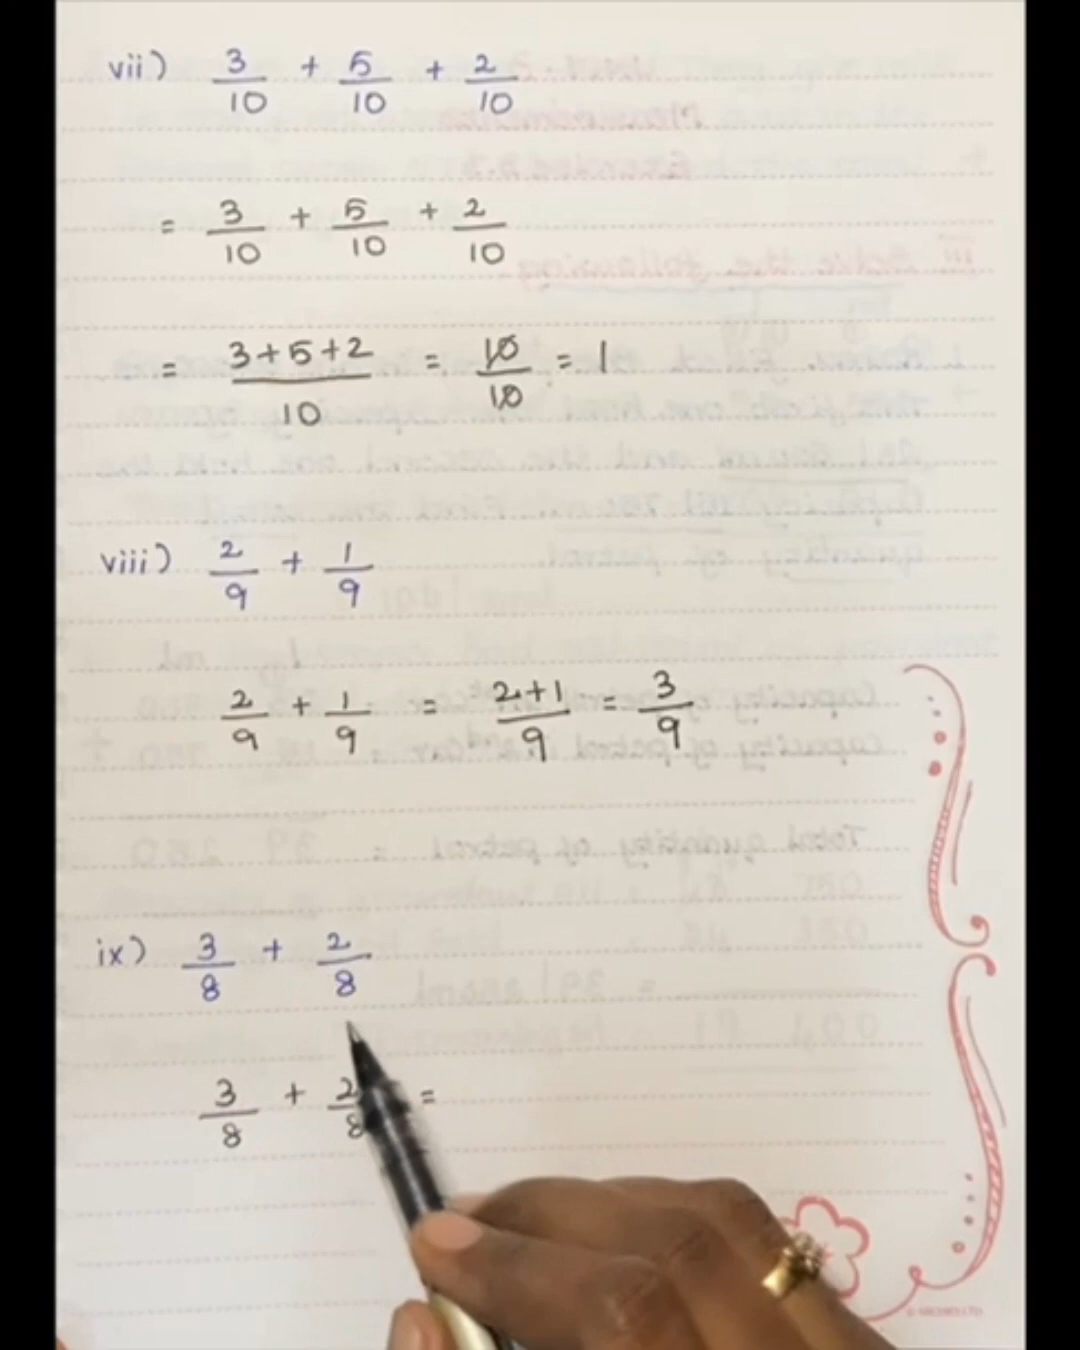 vii) 3/10 + 5/10 + 2/10
= 3/10 + 5/10 + 2/10
= 3+5+2/10 = 10/10 = 1
viii) 2/9 + 1/9
2/9 + 1/9 = 2+1/9 = 3/9
ix) 3/8 + 2/8
3/8 + 2/8 =